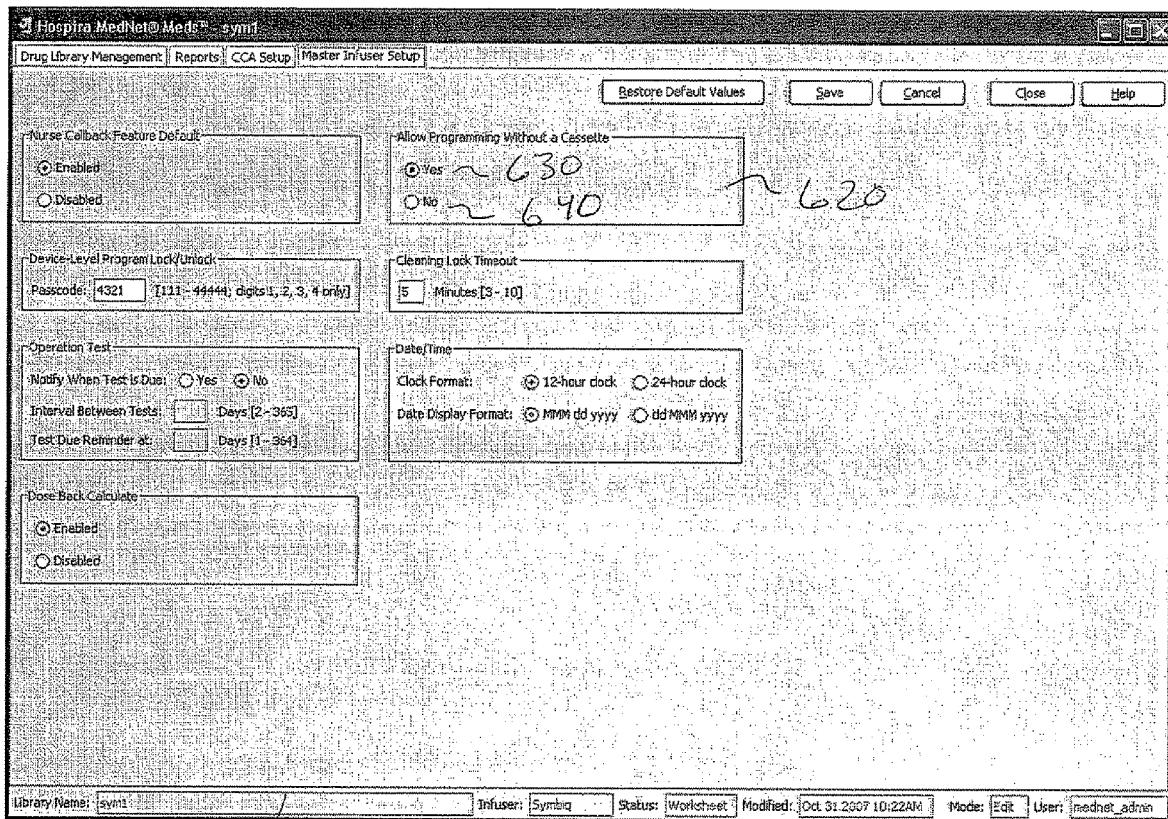 Hospira MedNet® Meds™ - sym1
Drug Library Management Reports CCA Setup Master Infuser Setup
Restore Default Values Save Cancel Close Help
Nurse Callback Feature Default
Enabled
Disabled
Allow Programming Without a Cassette
Yes ~ 630
No ~ 640
~ 620
Device-Level Program Lock/Unlock
Passcode: 4321 [111 - 44444; digits 1, 2, 3, 4 only]
Cleaning Lock Timeout
5 Minutes [3 - 10]
Operation Test
Notify When Test is Due: Yes No
Interval Between Tests: Days [2 - 365]
Test Due Reminder at: Days [1 - 364]
Date/Time
Clock Format: 12-hour clock 24-hour clock
Date Display Format: MMM dd yyyy dd MMM yyyy
Dose Back Calculate
Enabled
Disabled
Library Name: sym1 Infuser: Symbiq Status: Worksheet Modified: Oct 31.2007 10:22AM Mode: Edit User: mednet_admin